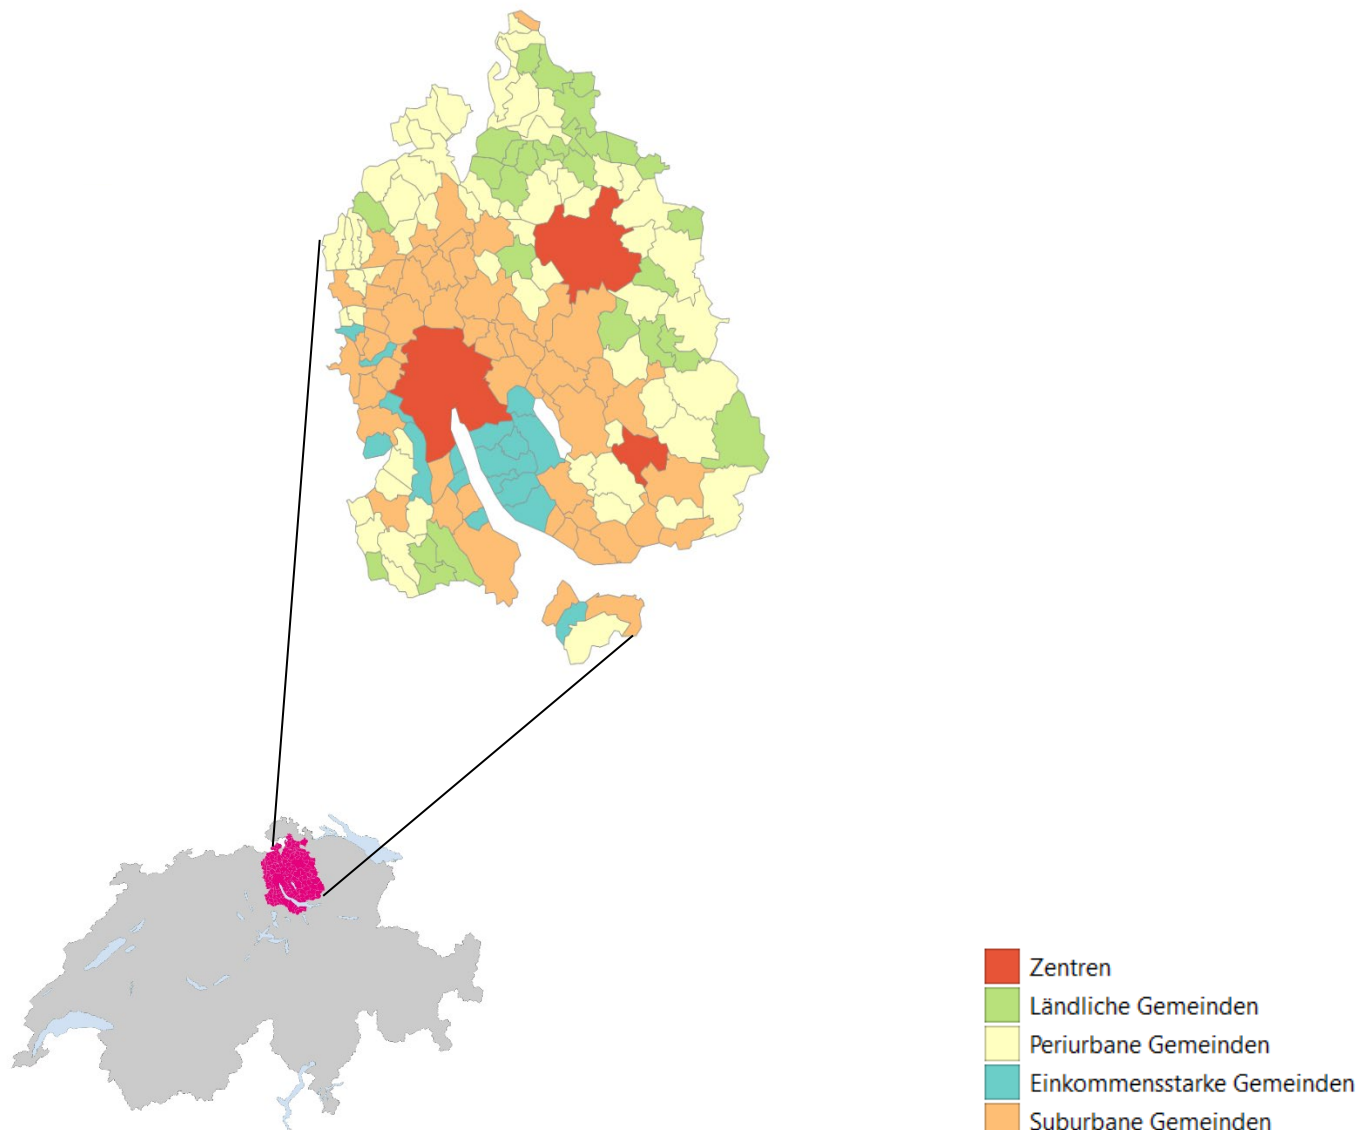 Zentren
Ländliche Gemeinden
Periurbane Gemeinden
Einkommensstarke Gemeinden
Suburbane Gemeinden